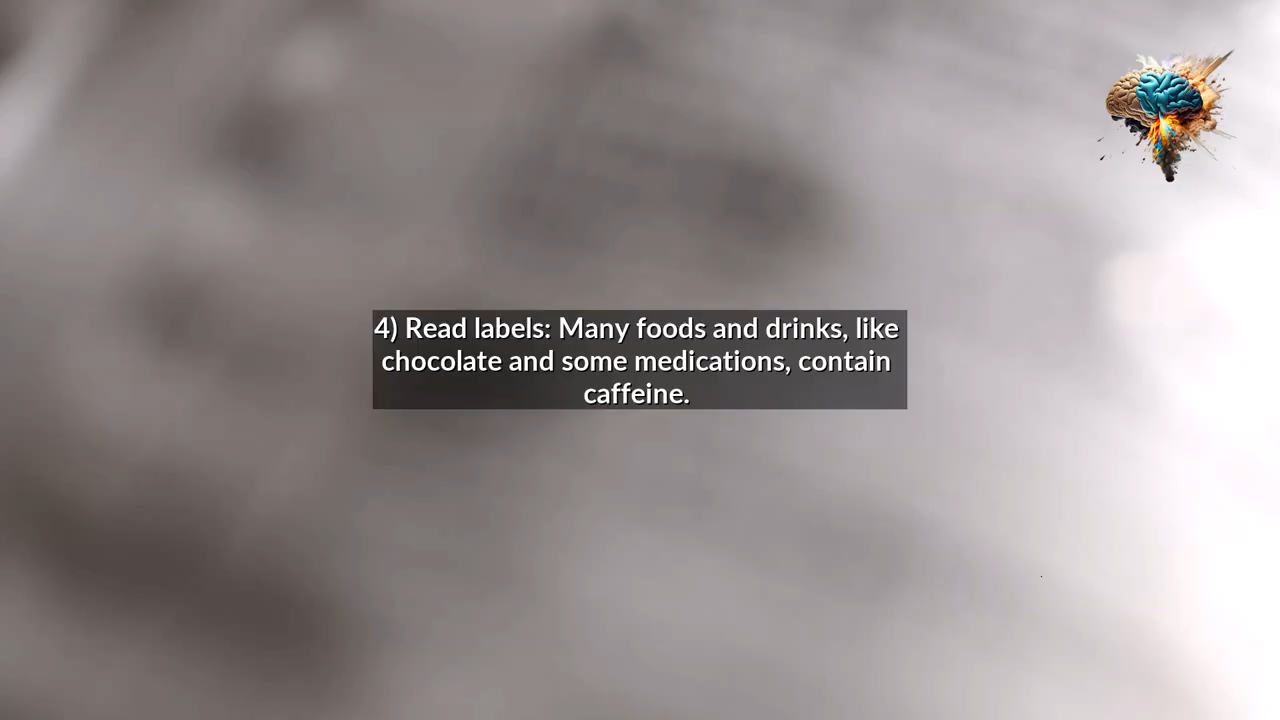 4) Read labels: Many foods and drinks, like
chocolate and some medications, contain
caffeine.